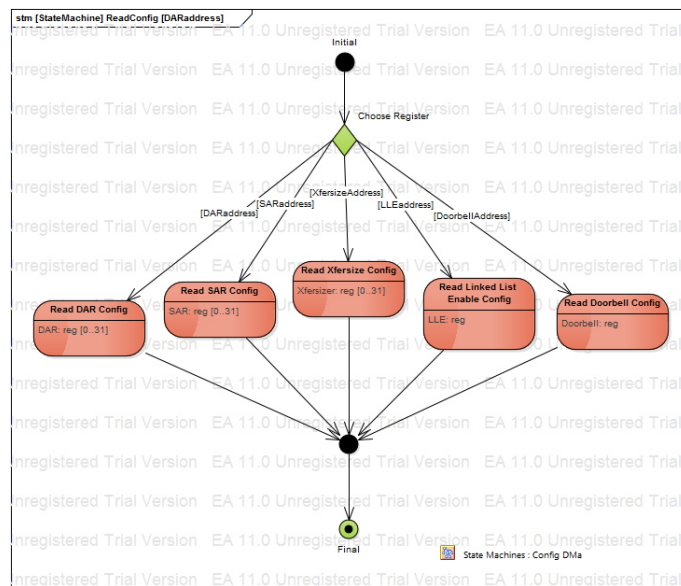 stm [StateMachine] ReadConfig [DARaddress]
Initial
Choose Register
[XfersizeAddress]
[SARaddress]
[LLEaddress]
[DARaddress]
[DoorbellAddress]
Read Xfersize Config
Xfersizer: reg [0..31]
Read SAR Config
SAR: reg [0..31]
Read Linked List
Enable Config
LLE: reg
Read DAR Config
DAR: reg [0..31]
Read Doorbell Config
Doorbell: reg
Final
State Machines : Config DMa
EA 11.0 Unregistered Trial Version